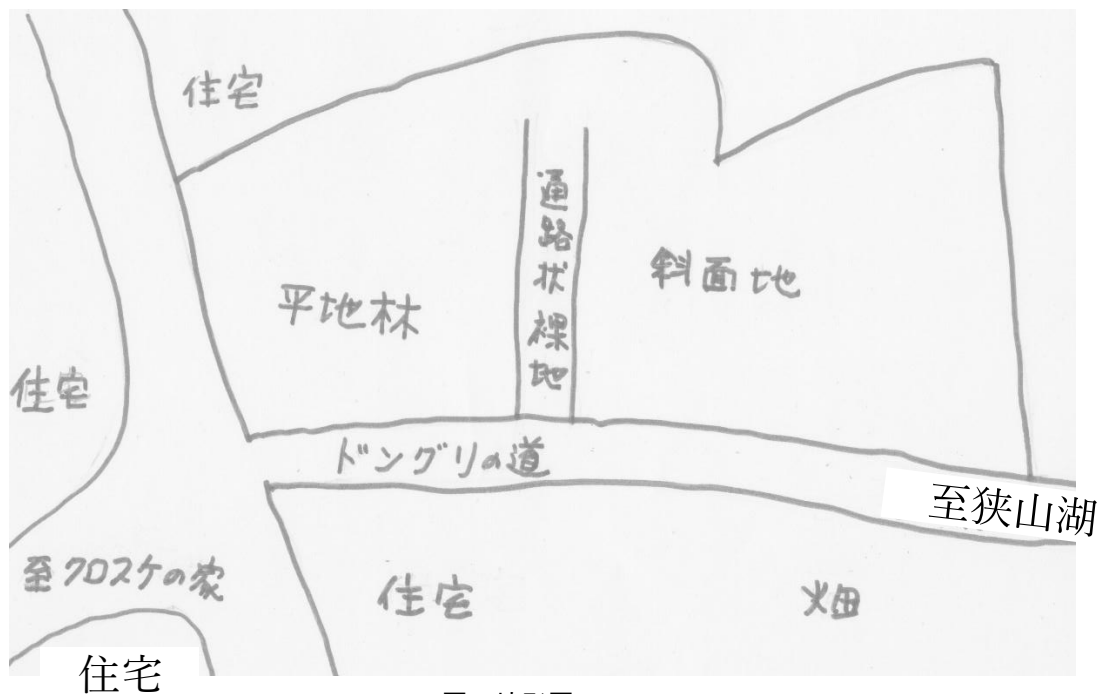 住宅
通路状裸地
斜面地
平地林
住宅
ドングリの道
至狭山湖
至クロスケの家
住宅
畑
住宅